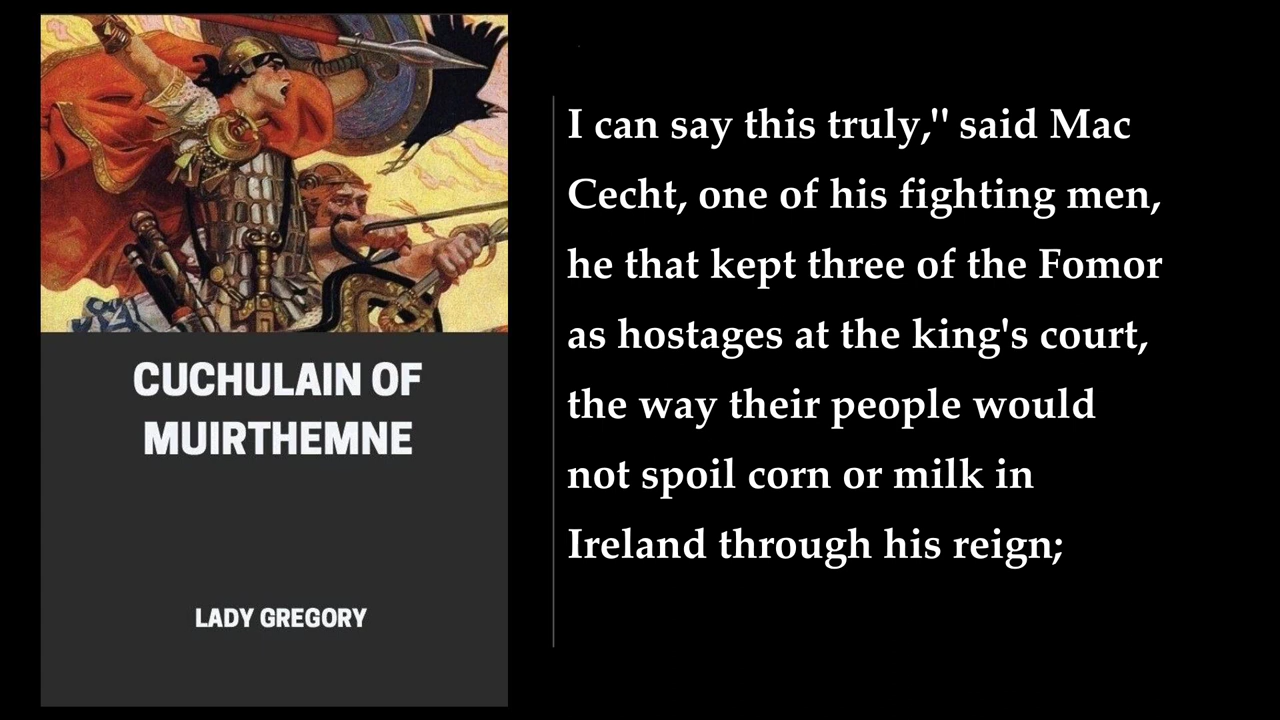 CUCHULAIN OF
MUIRTHEMNE
LADY GREGORY
I can say this truly," said Mac
Cecht, one of his fighting men,
he that kept three of the Fomor
as hostages at the king's court,
the way their people would
not spoil corn or milk in
Ireland through his reign;